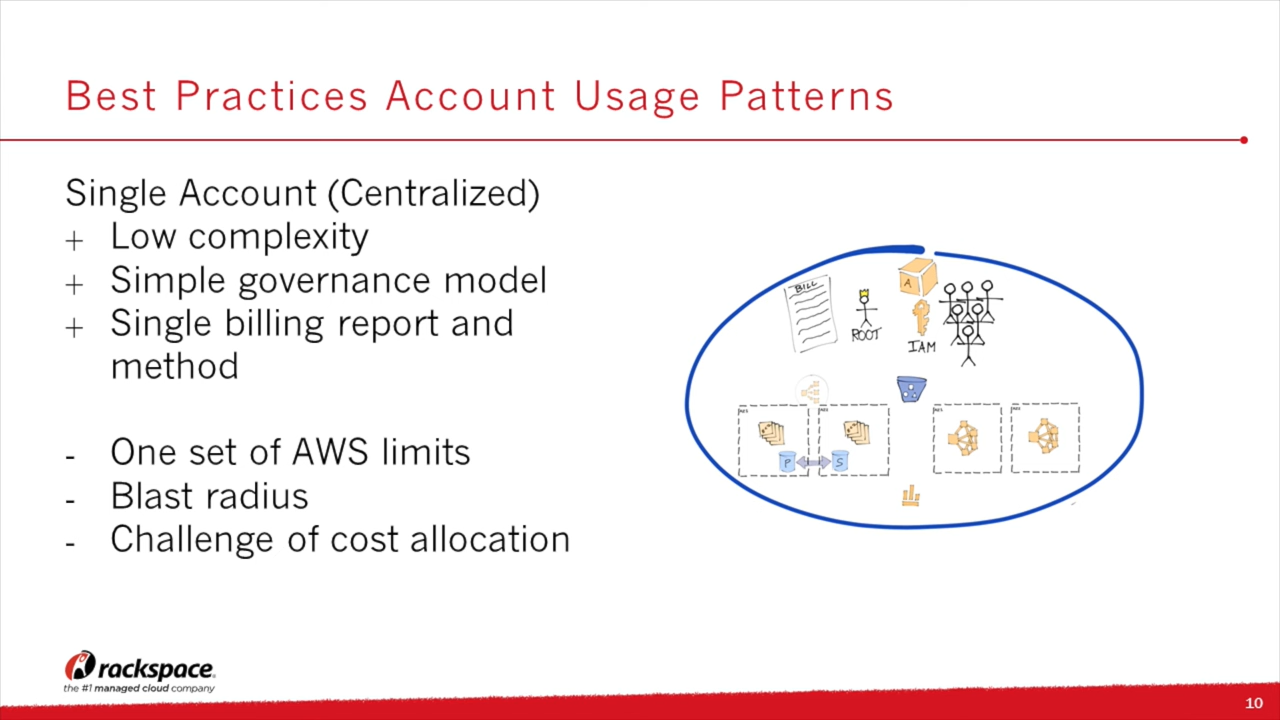 Best Practices Account Usage Patterns
Single Account (Centralized)
+ Low complexity
+ Simple governance model
+ Single billing report and
method
- One set of AWS limits
- Blast radius
- Challenge of cost allocation
BILL
ROOT
A
IAM
P
S
rackspace
the #1 managed cloud company
10